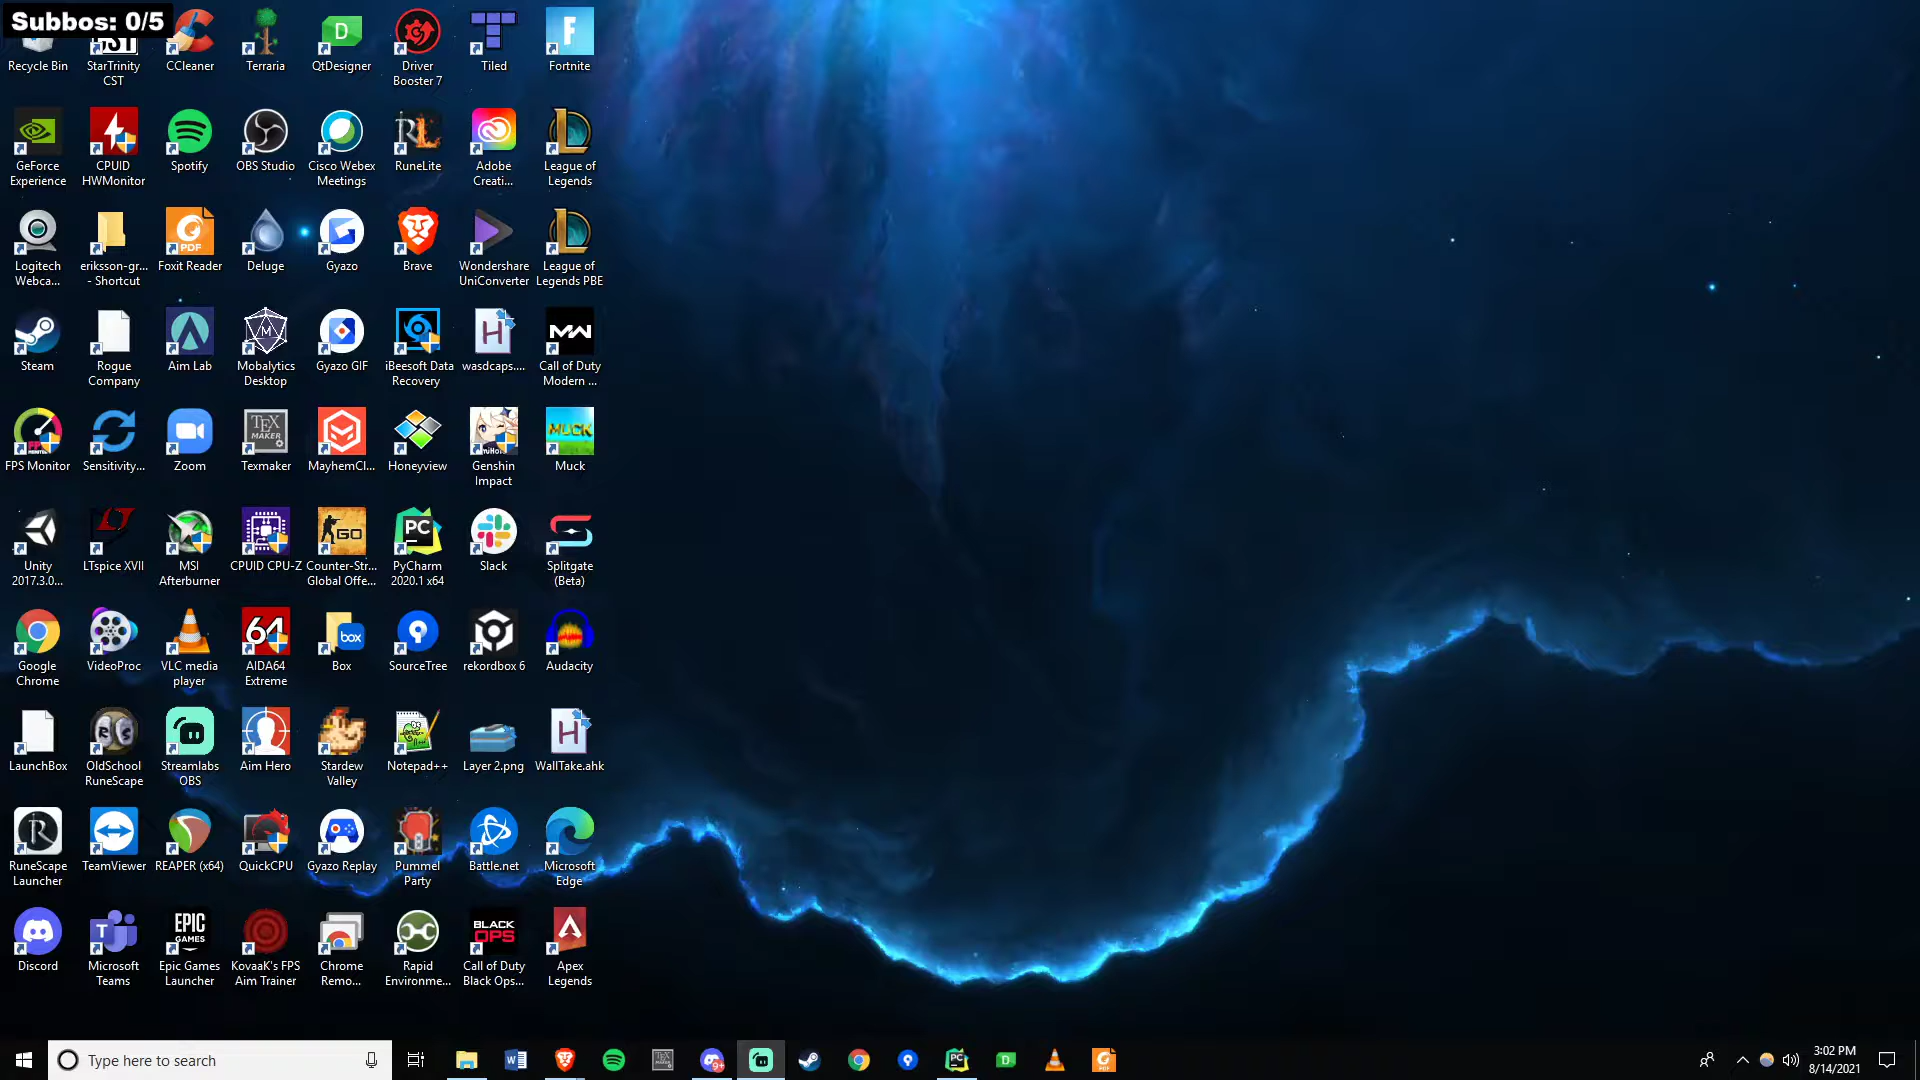 Subbos: 0/5
Recycle Bin
StarTrinity
CST
CCleaner
Terraria
QtDesigner
Driver
Booster 7
Tiled
Fortnite
GeForce
Experience
CPUID
HWMonitor
Spotify
OBS Studio
Cisco Webex
Meetings
RuneLite
Adobe
Creati...
League of
Legends
Logitech
Webca...
eriksson-gr...
- Shortcut
Foxit Reader
Deluge
Gyazo
Brave
Wondershare
UniConverter
League of
Legends PBE
Steam
Rogue
Company
Aim Lab
Mobalytics
Desktop
Gyazo GIF
iBeesoft Data
Recovery
wasdcaps....
Call of Duty
Modern ...
FPS Monitor
Sensitivity...
Zoom
Texmaker
MayhemCl...
Honeyview
Genshin
Impact
Muck
Unity
2017.3.0...
LTspice XVII
MSI
Afterburner
CPUID CPU-Z
Counter-Str...
Global Offe...
PyCharm
2020.1 x64
Slack
Splitgate
(Beta)
Google
Chrome
VideoProc
VLC media
player
AIDA64
Extreme
Box
SourceTree
rekordbox 6
Audacity
LaunchBox
OldSchool
RuneScape
Streamlabs
OBS
Aim Hero
Stardew
Valley
Notepad++
Layer 2.png
WallTake.ahk
RuneScape
Launcher
TeamViewer
REAPER (x64)
QuickCPU
Gyazo Replay
Pummel
Party
Battle.net
Microsoft
Edge
Discord
Microsoft
Teams
Epic Games
Launcher
KovaaK's FPS
Aim Trainer
Chrome
Remo...
Rapid
Environme...
Call of Duty
Black Ops...
Apex
Legends
Type here to search
3:02 PM
8/14/2021